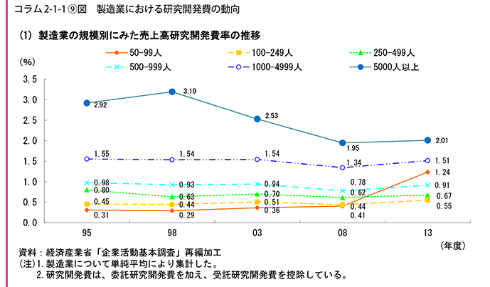 コラム2-1-1⑨図 製造業における研究開発費の動向
(1) 製造業の規模別にみた売上高研究開発費率の推移
50-99人 100-249人 250-499人
500-999人 1000-4999人 5000人以上
(%)
3.5
3.0
2.5
2.0
1.5
1.0
0.5
0.0
2.92 3.19 2.53 1.95 2.01
1.55 1.54 1.54 1.34 1.51
1.24
0.98 0.93 0.94 0.78 0.91
0.80 0.63 0.70 0.62 0.67
0.45 0.44 0.51 0.44 0.55
0.31 0.29 0.36 0.41
95 98 03 08 13 (年度)
資料:経済産業省「企業活動基本調査」再編加工
(注)1.製造業について単純平均により集計した。
2.研究開発費は、委託研究開発費を加え、受託研究開発費を控除している。